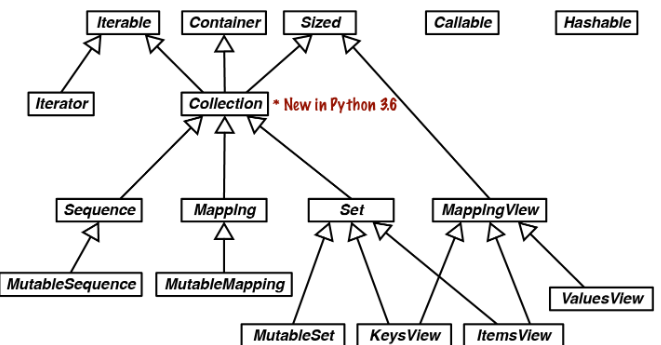 Iterable
Container
Sized
Callable
Hashable
Iterator
Collection
* New in Python 3.6
Sequence
Mapping
Set
MappingView
MutableSequence
MutableMapping
ValuesView
MutableSet
KeysView
ItemsView